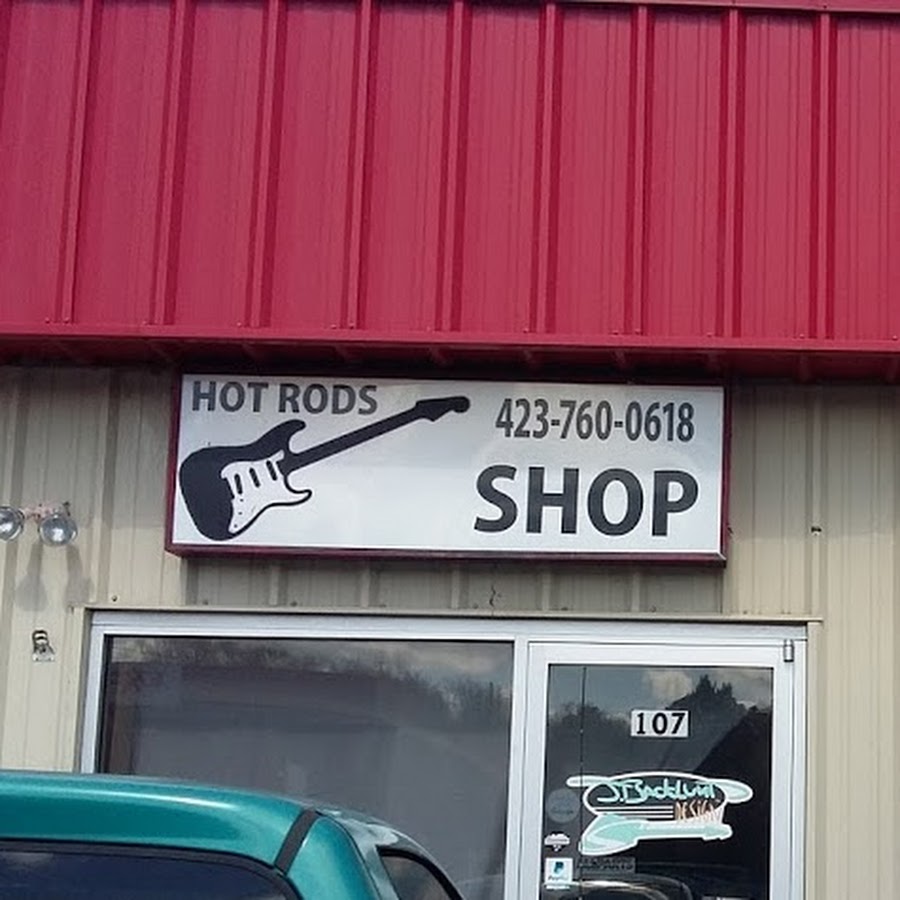 HOT RODS
423-760-0618
SHOP
107
J. Backlund
DESIGN